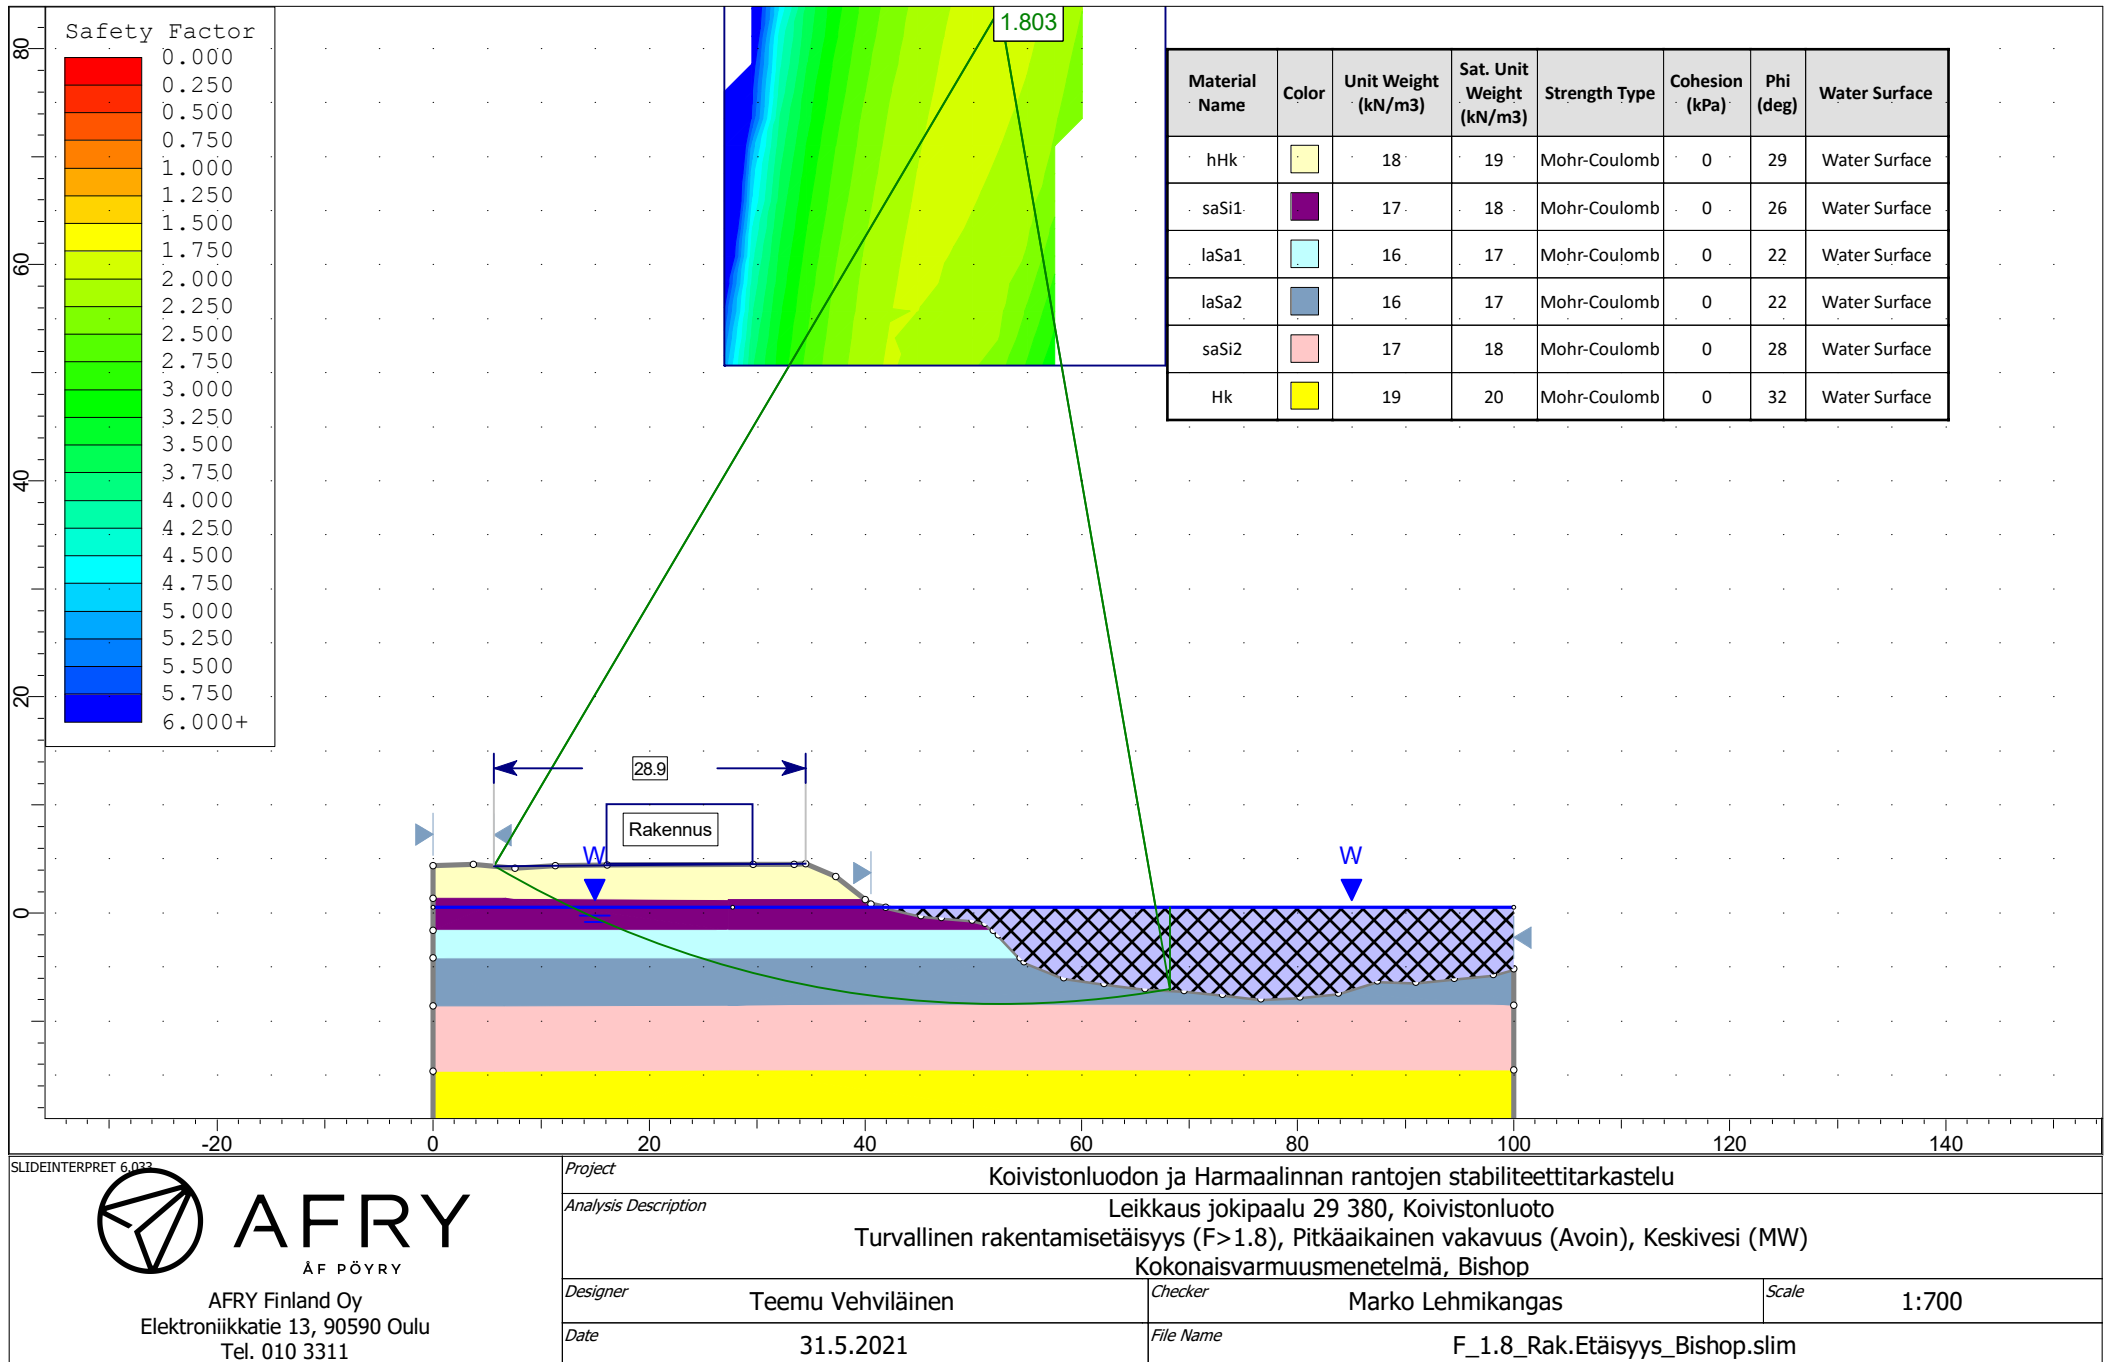 Safety Factor
0.000
0.250
0.500
0.750
1.000
1.250
1.500
1.750
2.000
2.250
2.500
2.750
3.000
3.250
3.500
3.750
4.000
4.250
4.500
4.750
5.000
5.250
5.500
5.750
6.000+
1.803
Material Name Color Unit Weight (kN/m3) Sat. Unit Weight (kN/m3) Strength Type Cohesion (kPa) Phi (deg) Water Surface
hHk 18 19 Mohr-Coulomb 0 29 Water Surface
saSi1 17 18 Mohr-Coulomb 0 26 Water Surface
laSa1 16 17 Mohr-Coulomb 0 22 Water Surface
laSa2 16 17 Mohr-Coulomb 0 22 Water Surface
saSi2 17 18 Mohr-Coulomb 0 28 Water Surface
Hk 19 20 Mohr-Coulomb 0 32 Water Surface
80
60
40
20
0
28.9
Rakennus
W
W
-20 0 20 40 60 80 100 120 140
SLIDEINTERPRET 6.033
AFRY
ÅF PÖYRY
AFRY Finland Oy
Elektroniikkatie 13, 90590 Oulu
Tel. 010 3311
Project
Koivistonluodon ja Harmaalinnan rantojen stabiliteettitarkastelu
Analysis Description
Leikkaus jokipaalu 29 380, Koivistonluoto
Turvallinen rakentamisetäisyys (F>1.8), Pitkäaikainen vakavuus (Avoin), Keskivesi (MW)
Kokonaisvarmuusmenetelmä, Bishop
Designer Teemu Vehviläinen
Checker Marko Lehmikangas
Scale 1:700
Date 31.5.2021
File Name F_1.8_Rak.Etäisyys_Bishop.slim